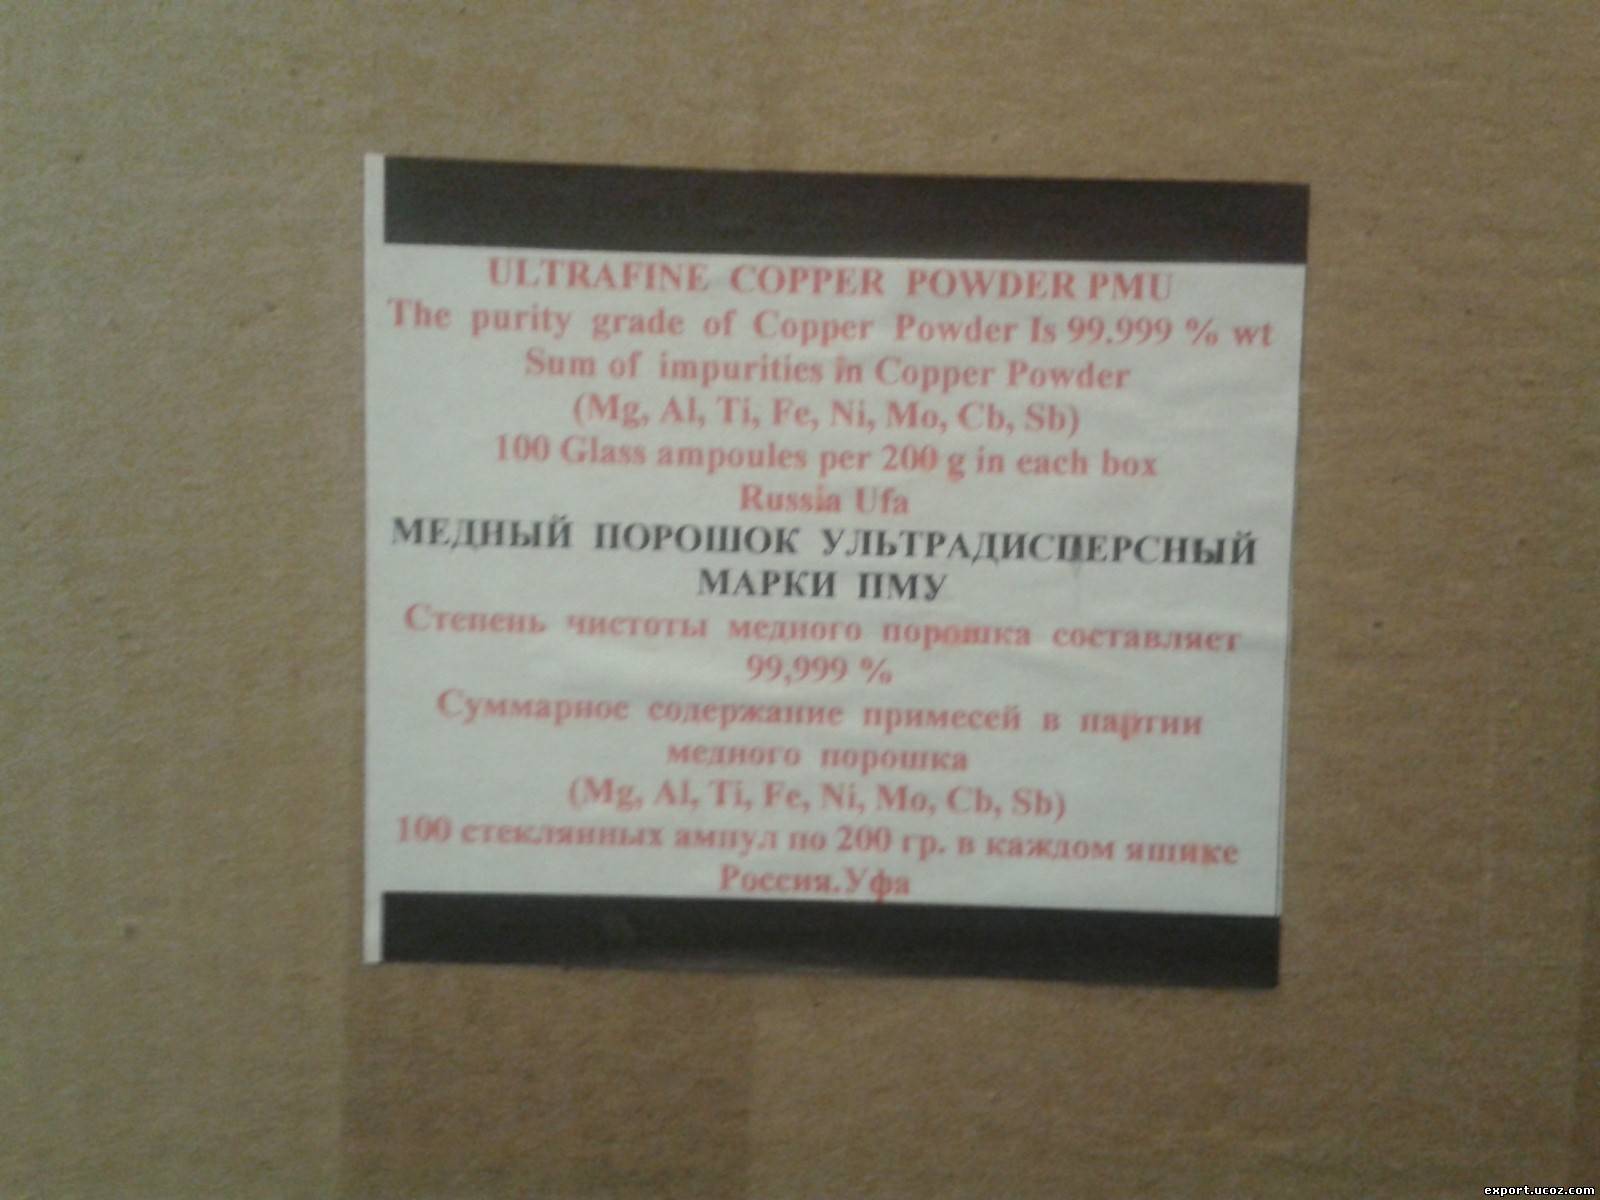 ULTRAFINE COPPER POWDER PMU
The purity grade of Copper Powder Is 99.999 % wt
Sum of impurities in Copper Powder
(Mg, Al, Ti, Fe, Ni, Mo, Cb, Sb)
100 Glass ampoules per 200 g in each box
Russia Ufa
МЕДНЫЙ ПОРОШОК УЛЬТРАДИСПЕРСНЫЙ
МАРКИ ПМУ
Степень чистоты медного порошка составляет
99,999 %
Суммарное содержание примесей в партии
медного порошка
(Mg, Al, Ti, Fe, Ni, Mo, Cb, Sb)
100 стеклянных ампул по 200 гр. в каждом ящике
Россия.Уфа
export.ucoz.com